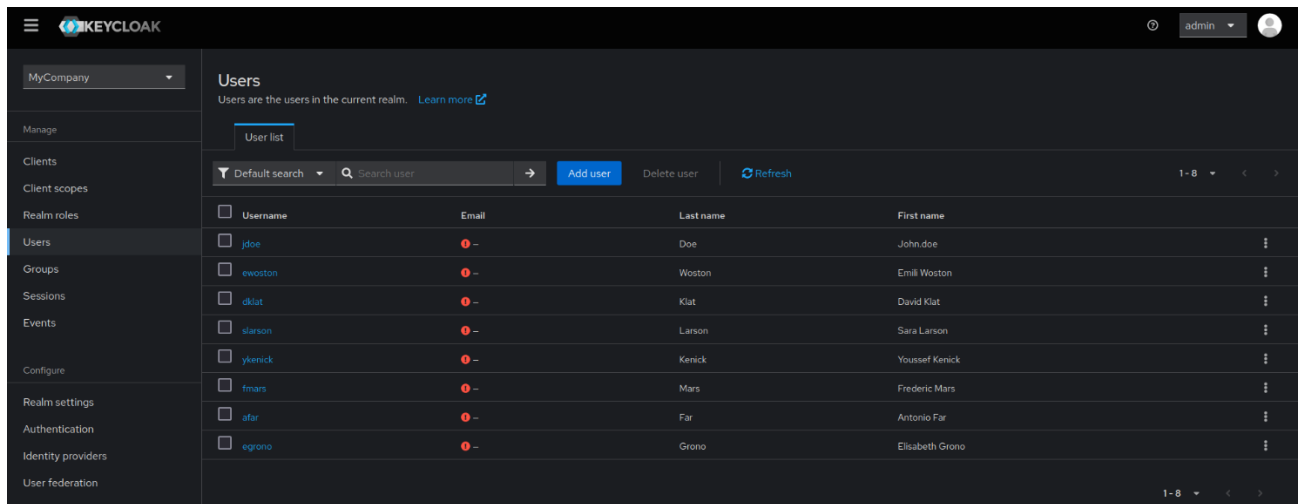 KEYCLOAK
admin
MyCompany
Manage
Clients
Client scopes
Realm roles
Users
Groups
Sessions
Events
Configure
Realm settings
Authentication
Identity providers
User federation
Users
Users are the users in the current realm. Learn more
User list
Default search Search user Add user Delete user Refresh 1-8
Username Email Last name First name
jdoe – Doe John.doe
ewoston – Woston Emili Woston
dklat – Klat David Klat
slarson – Larson Sara Larson
ykenick – Kenick Youssef Kenick
fmars – Mars Frederic Mars
afar – Far Antonio Far
egrono – Grono Elisabeth Grono
1-8